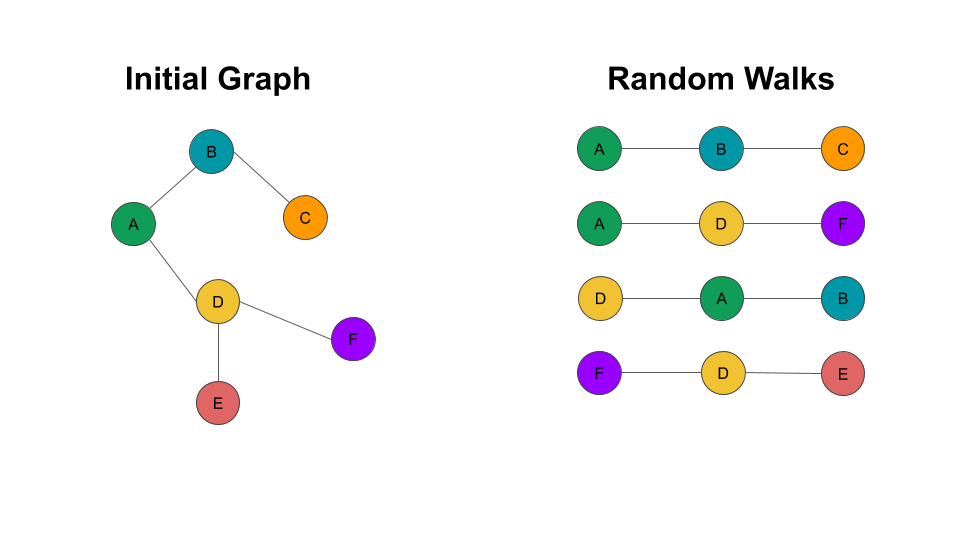 Initial Graph
B
A
C
D
F
E
Random Walks
A B C
A D F
D A B
F D E